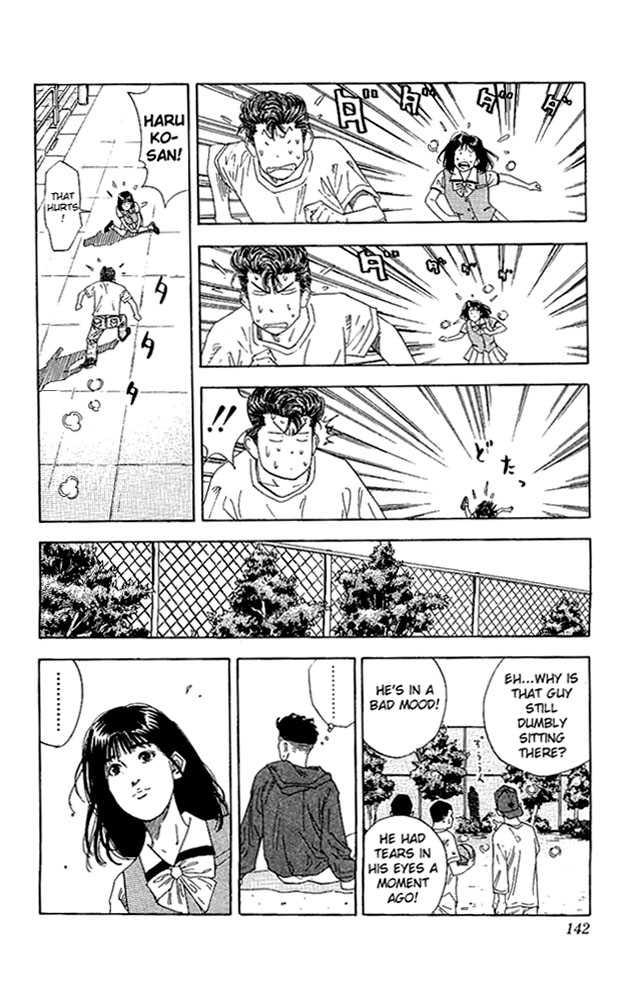 ダ
ダ
ダ
ダ
ダ
ダ
ダ
どたっ
!!
HARU
KO-
SAN!
THAT
HURTS
!
タ
タ
タ
タ
EH...WHY IS
THAT GUY
STILL
DUMBLY
SITTING
THERE?
HE'S IN A
BAD MOOD!
HE HAD
TEARS IN
HIS EYES A
MOMENT
AGO!
........
........
142